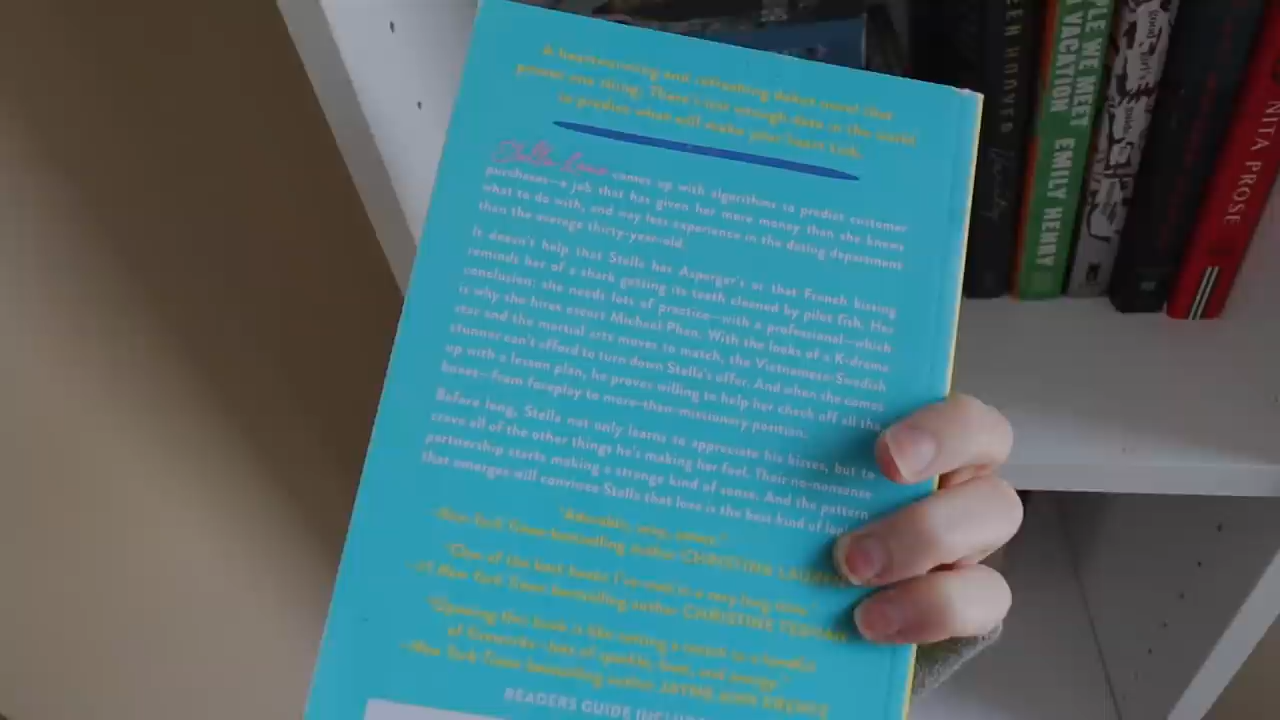 A heartwarming and refreshing debut novel that
proves one thing: There's not enough data in the world
to predict what will make your heart tick.
Stella Lane comes up with algorithms to predict customer
purchases—a job that has given her more money than she knows
what to do with, and way less experience in the dating department
than the average thirty-year-old.
It doesn't help that Stella has Asperger's or that French kissing
reminds her of a shark getting its teeth cleaned by pilot fish. Her
conclusion: she needs lots of practice—with a professional—which
is why she hires escort Michael Phan. With the looks of a K-drama
star and the martial arts moves to match, the Vietnamese-Swedish
stunner can't afford to turn down Stella's offer. And when she comes
up with a lesson plan, he proves willing to help her check off all the
boxes—from foreplay to more-than-missionary position.
Before long, Stella not only learns to appreciate his kisses, but to
crave all of the other things he's making her feel. Their no-nonsense
partnership starts making a strange kind of sense. And the pattern
that emerges will convince Stella that love is the best kind of
"Adorable, sexy,
—New York Times bestselling author CHRISTINA LAUREN
"One of the best books I've read in a very long time."
—#1 New York Times bestselling author CHRISTINE FEEHAN
"Opening this book is like setting a match to a
of fireworks—lots of sparkle, heat, and energy."
—New York Times bestselling author JAYNE ANN KRENTZ
READERS GUIDE
EEN HOOVER
Verity
PLE WE MEET
VACATION
EMILY HENRY
good
girl's
guide
NITA PROSE